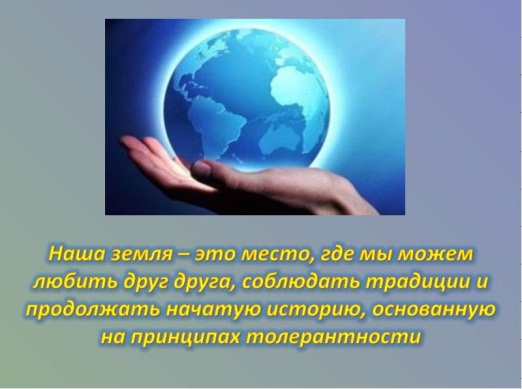 Наша земля – это место, где мы можем
любить друг друга, соблюдать традиции и
продолжать начатую историю, основанную
на принципах толерантности